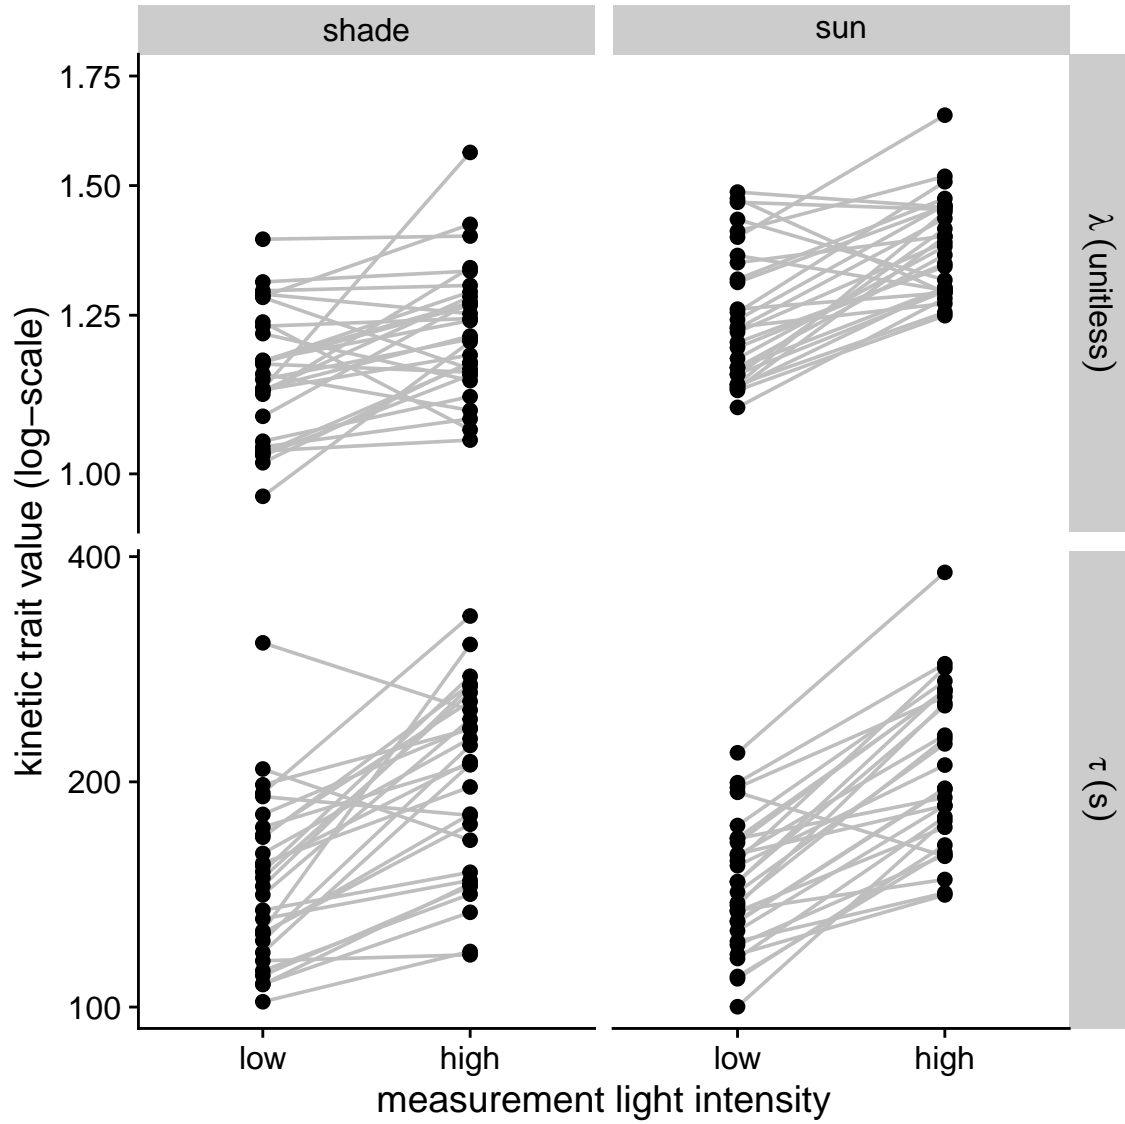 shade
sun
1.75
1.50
1.25
1.00
λ (unitless)
kinetic trait value (log−scale)
400
200
100
τ (s)
low
high
low
high
measurement light intensity